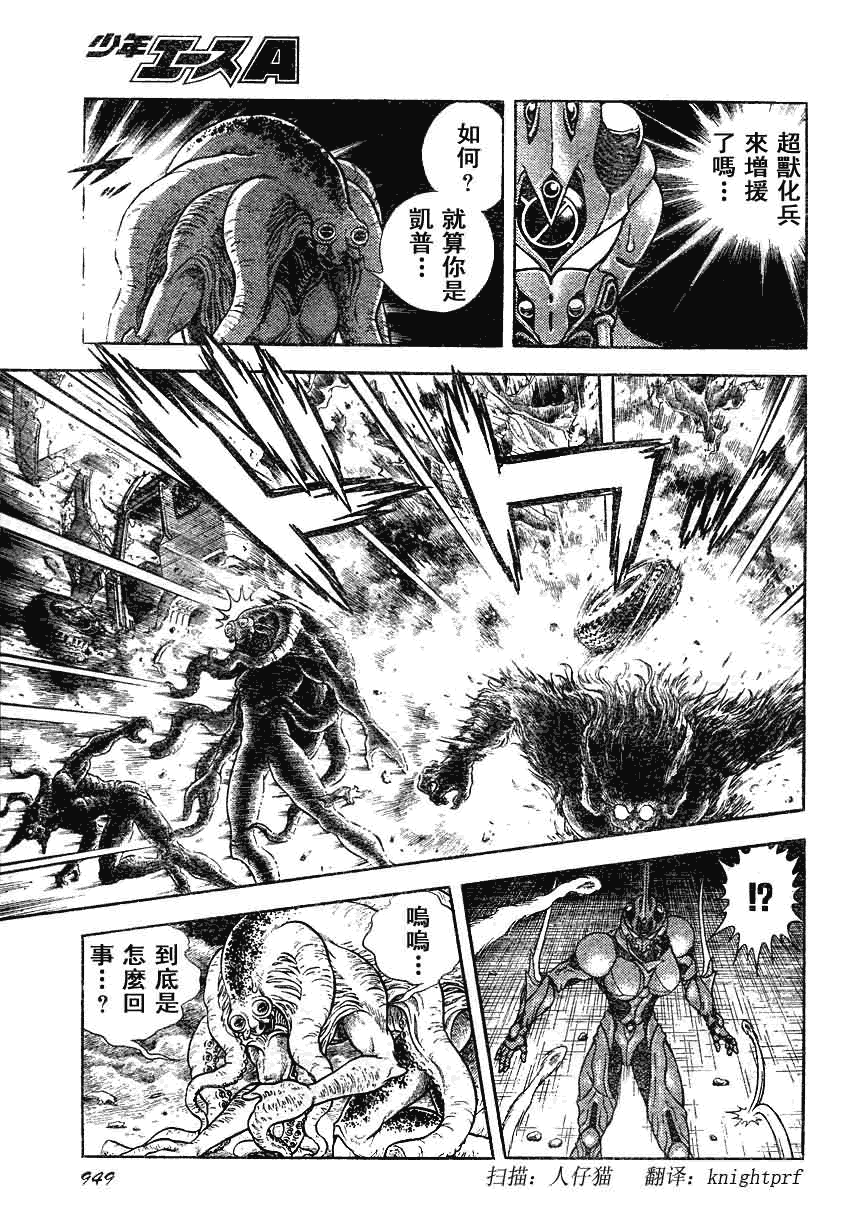 少年エースA
超獸化兵
來增援
了嗎…
如何?
就算你是
凱普…
!?
嗚嗚…
到底是
怎麼回
事…?
949
扫描：人仔猫 翻译：knightprf